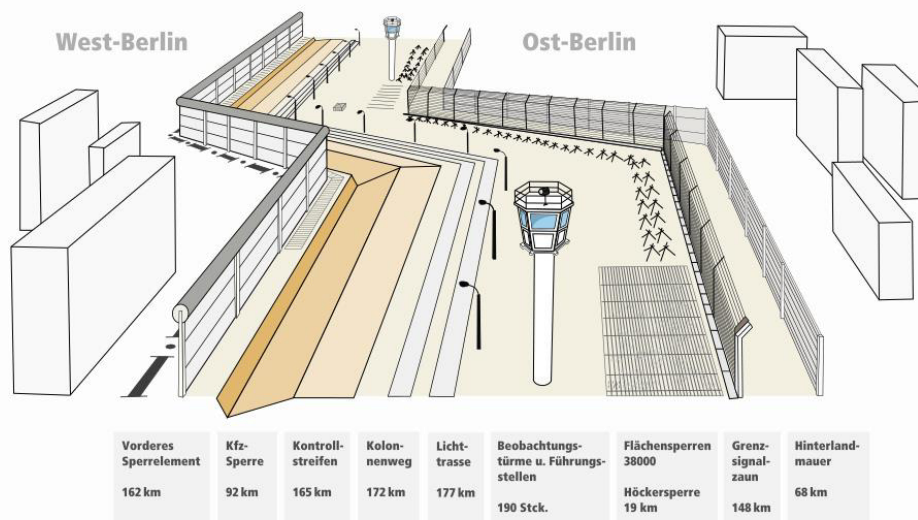 West-Berlin
Ost-Berlin
Vorderes
Sperrelement
162 km
Kfz-
Sperre
92 km
Kontroll-
streifen
165 km
Kolon-
nenweg
172 km
Licht-
trasse
177 km
Beobachtungs-
türme u. Führungs-
stellen
190 Stck.
Flächensperren
38000
Höckersperre
19 km
Grenz-
signal-
zaun
148 km
Hinterland-
mauer
68 km